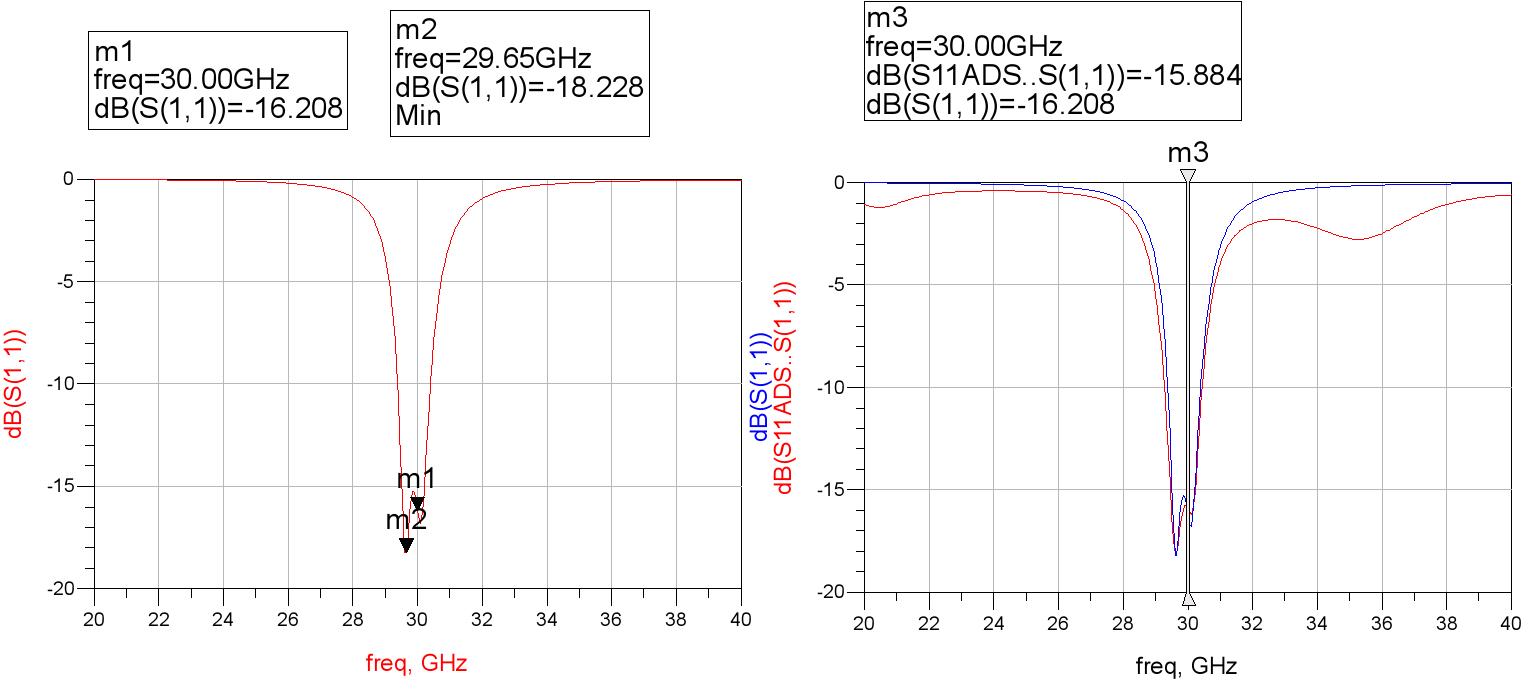 m1
freq=30.00GHz
dB(S(1,1))=-16.208
m2
freq=29.65GHz
dB(S(1,1))=-18.228
Min
0
-5
-10
-15
-20
dB(S(1,1))
m1
m2
20 22 24 26 28 30 32 34 36 38 40
freq, GHz
m3
freq=30.00GHz
dB(S11ADS..S(1,1))=-15.884
dB(S(1,1))=-16.208
m3
0
-5
-10
-15
-20
dB(S(1,1))
dB(S11ADS..S(1,1))
20 22 24 26 28 30 32 34 36 38 40
freq, GHz